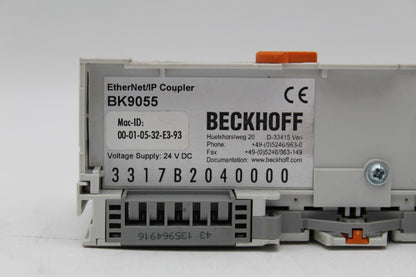 EtherNet/IP Coupler
BK9055
Mac-ID:
00-01-05-32-E3-93
Voltage Supply: 24 V DC
BECKHOFF
Huelshorstweg 20 D-33415 Verl
Phone: +49-(0)5246/963-0
Fax +49-(0)5246/963-149
Documentation: www.beckhoff.com
3317B2040000
43 135964916